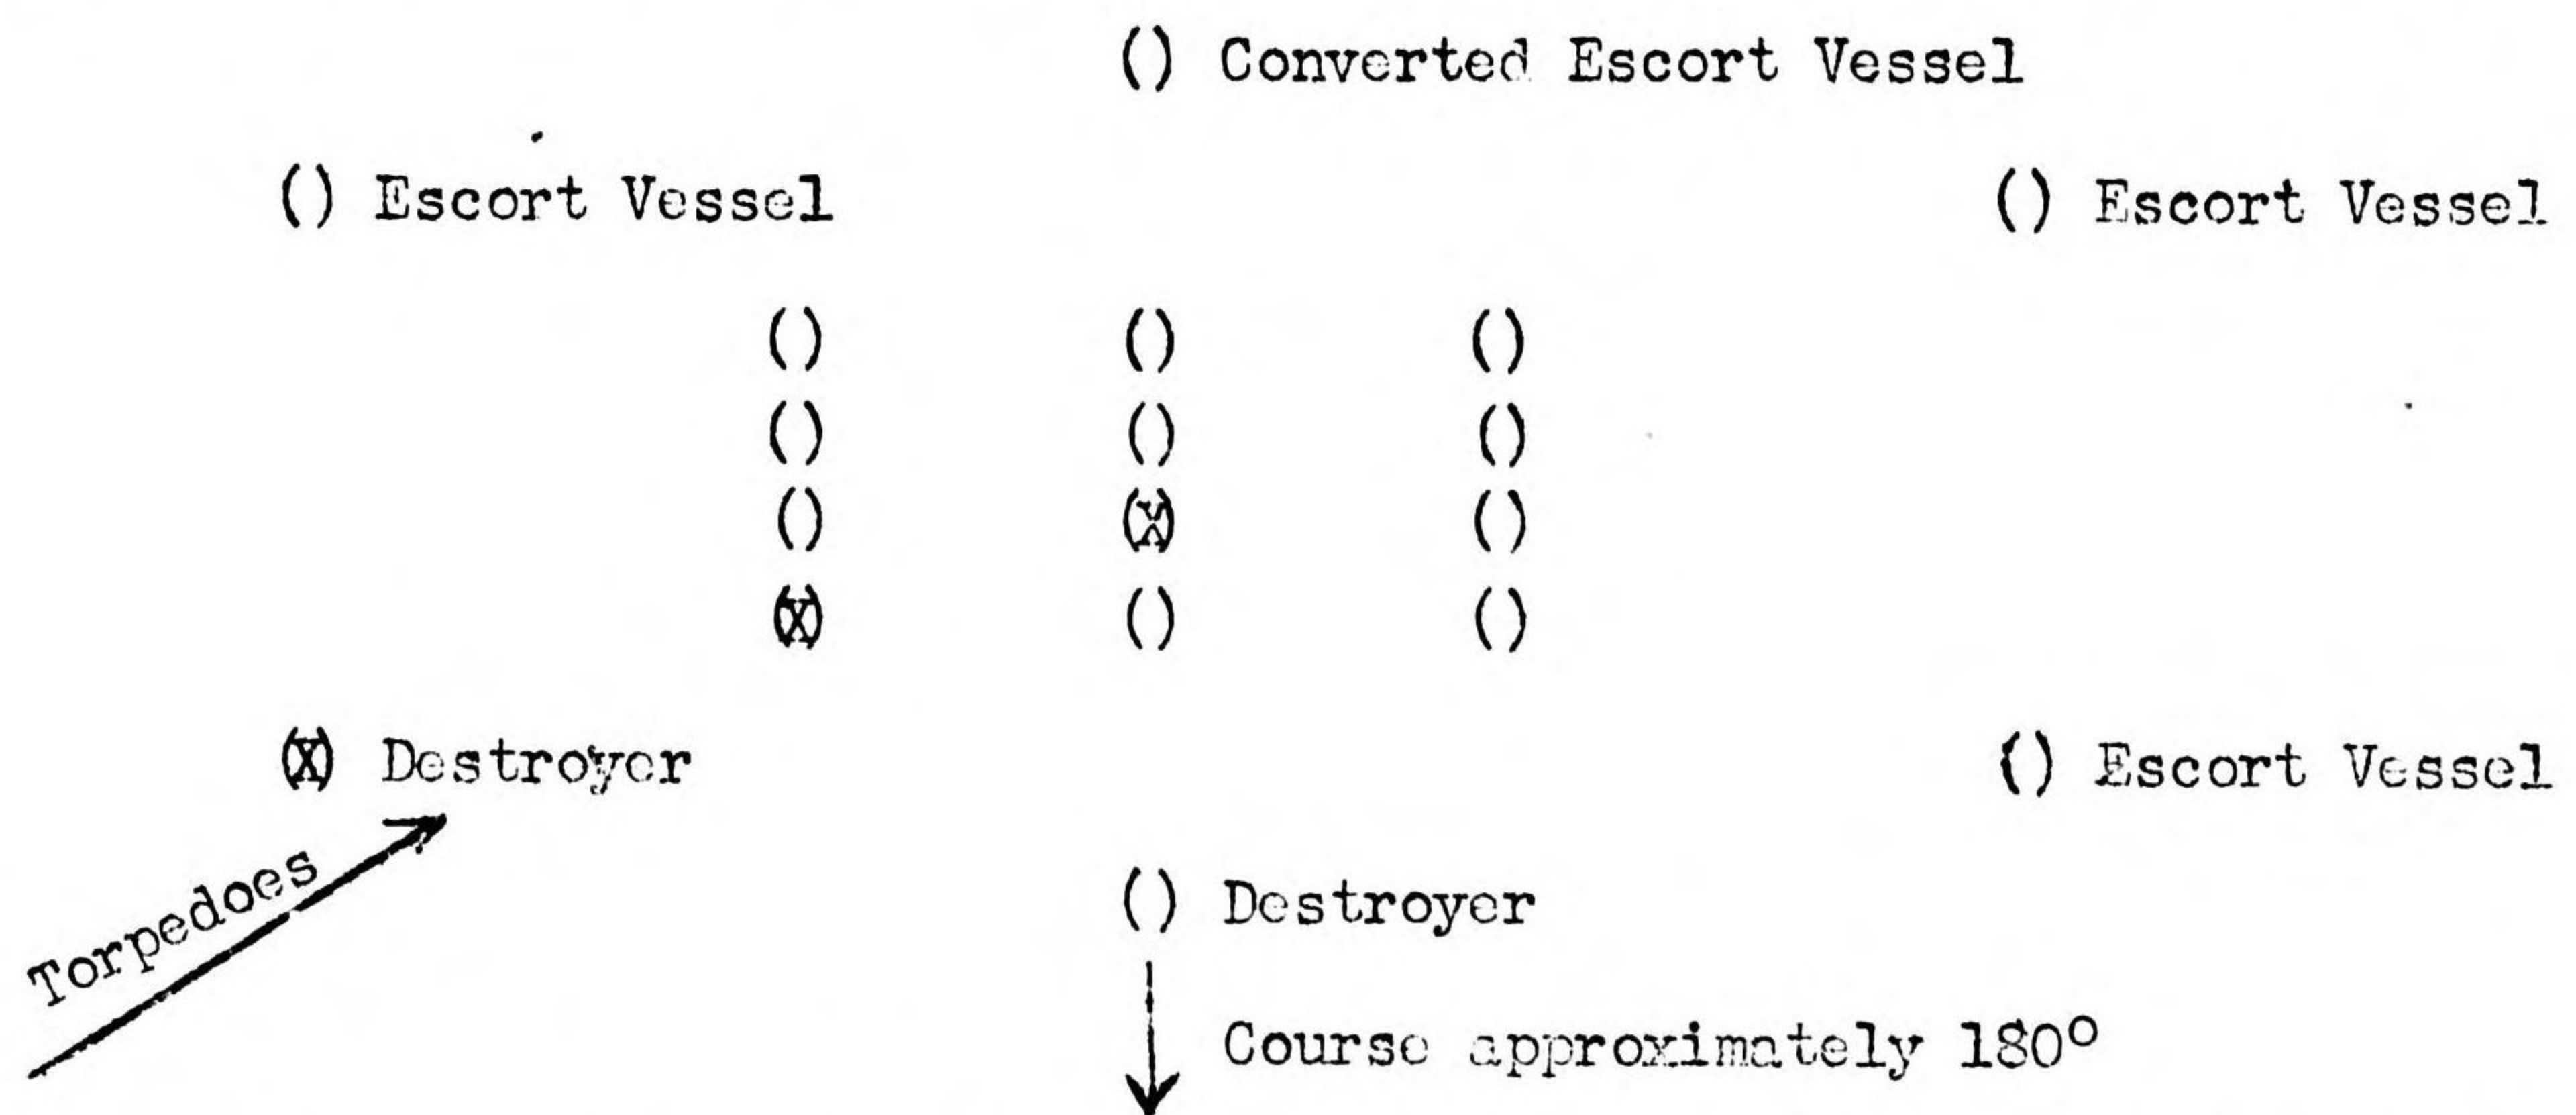 () Converted Escort Vessel
() Escort Vessel () Escort Vessel
() () ()
() () ()
() (X) ()
(X) () ()
(X) Destroyer () Escort Vessel
Torpedoes
() Destroyer
Course approximately 180°